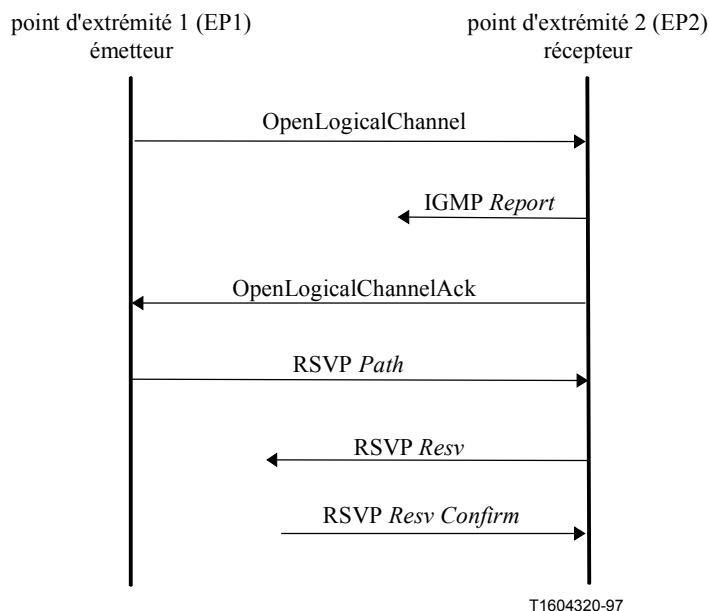 point d'extrémité 1 (EP1)
émetteur
point d'extrémité 2 (EP2)
récepteur
OpenLogicalChannel
IGMP Report
OpenLogicalChannelAck
RSVP Path
RSVP Resv
RSVP Resv Confirm
T1604320-97